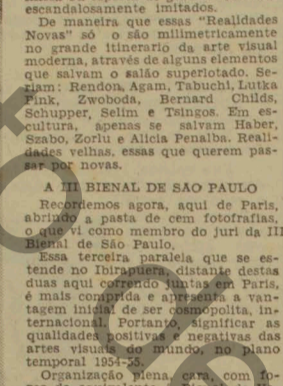 escandalosamente imitados.
De maneira que essas "Realidades
Novas" só o são milimetricamente
no grande itinerario da arte visual
moderna, através de alguns elementos
que salvam o salão superlotado. Se-
riam: Rendon, Agam, Tabuchi, Lutka
Pink, Zwoboda, Bernard Childs,
Schupper, Selim e Tsingos. Em es-
cultura, apenas se salvam Haber,
Szabo, Zorlu e Alicia Penalba. Reali-
dades velhas, essas que querem pas-
sar por novas.
A III BIENAL DE SÃO PAULO
Recordemos agora, aqui de Paris,
abrindo a pasta de cem fotofrafias,
o que vi como membro do juri da III
Bienal de São Paulo.
Essa terceira paralela que se es-
tende no Ibirapuera, distante destas
duas aqui correndo juntas em Paris,
é mais comprida e apresenta a van-
tagem inicial de ser cosmopolita, in-
ternacional. Portanto, significar as
qualidades positivas e negativas das
artes visuais do mundo, no plano
temporal 1954-55.
Organização plena, cara, com fo-